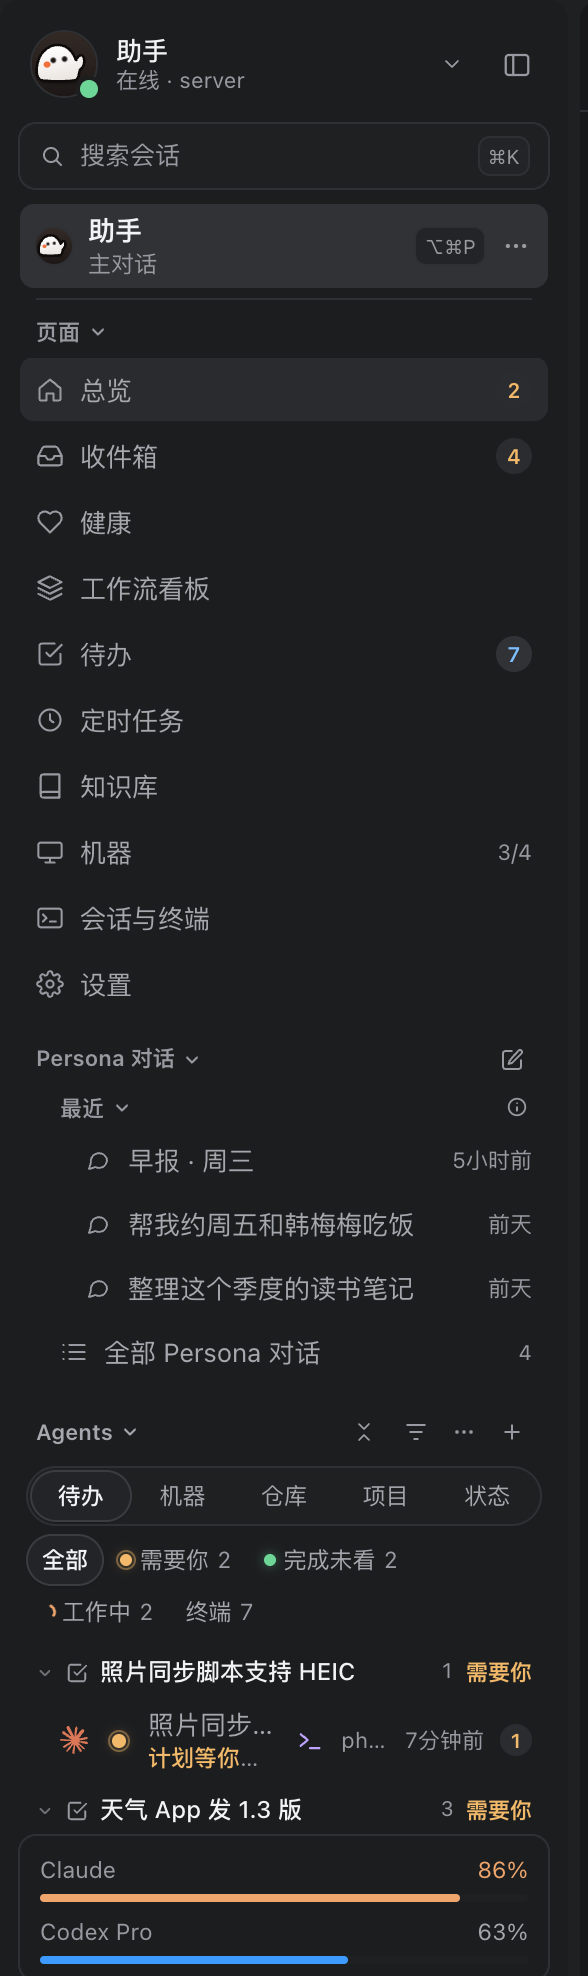 助手
在线 · server
搜索会话 ⌘K
助手
主对话 ⌥⌘P
页面
总览 2
收件箱 4
健康
工作流看板
待办 7
定时任务
知识库
机器 3/4
会话与终端
设置
Persona 对话
最近
早报 · 周三 5小时前
帮我约周五和韩梅梅吃饭 前天
整理这个季度的读书笔记 前天
全部 Persona 对话 4
Agents
待办 机器 仓库 项目 状态
全部 需要你 2 完成未看 2
工作中 2 终端 7
照片同步脚本支持 HEIC 1 需要你
照片同步... ph... 7分钟前 1
计划等你...
天气 App 发 1.3 版 3 需要你
Claude 86%
Codex Pro 63%